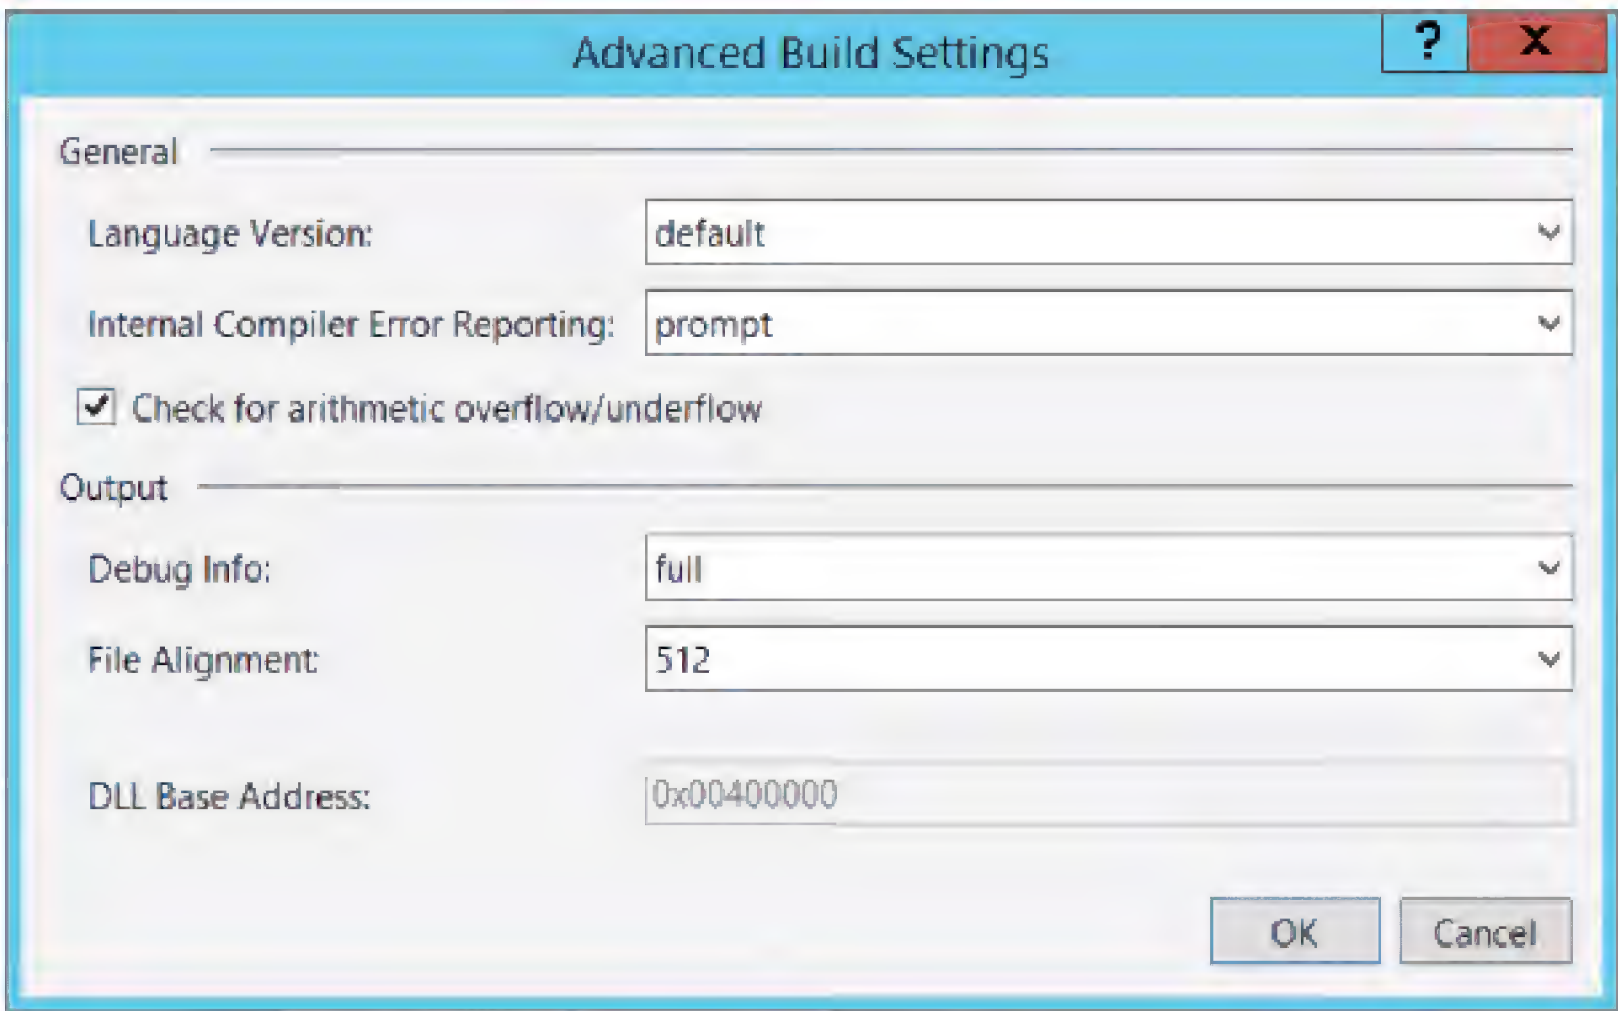 Advanced Build Settings
? X
General
Language Version: default
Internal Compiler Error Reporting: prompt
Check for arithmetic overflow/underflow
Output
Debug Info: full
File Alignment: 512
DLL Base Address: 0x00400000
OK Cancel